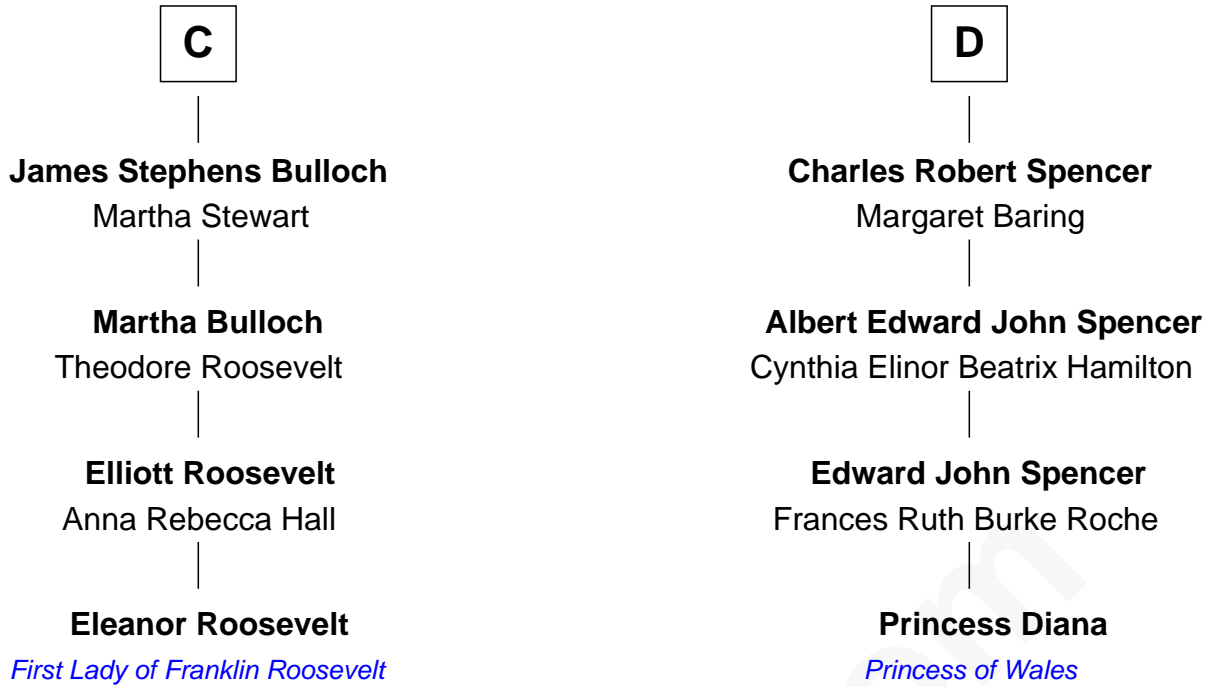 C
James Stephens Bulloch
Martha Stewart
Martha Bulloch
Theodore Roosevelt
Elliott Roosevelt
Anna Rebecca Hall
Eleanor Roosevelt
First Lady of Franklin Roosevelt
D
Charles Robert Spencer
Margaret Baring
Albert Edward John Spencer
Cynthia Elinor Beatrix Hamilton
Edward John Spencer
Frances Ruth Burke Roche
Princess Diana
Princess of Wales